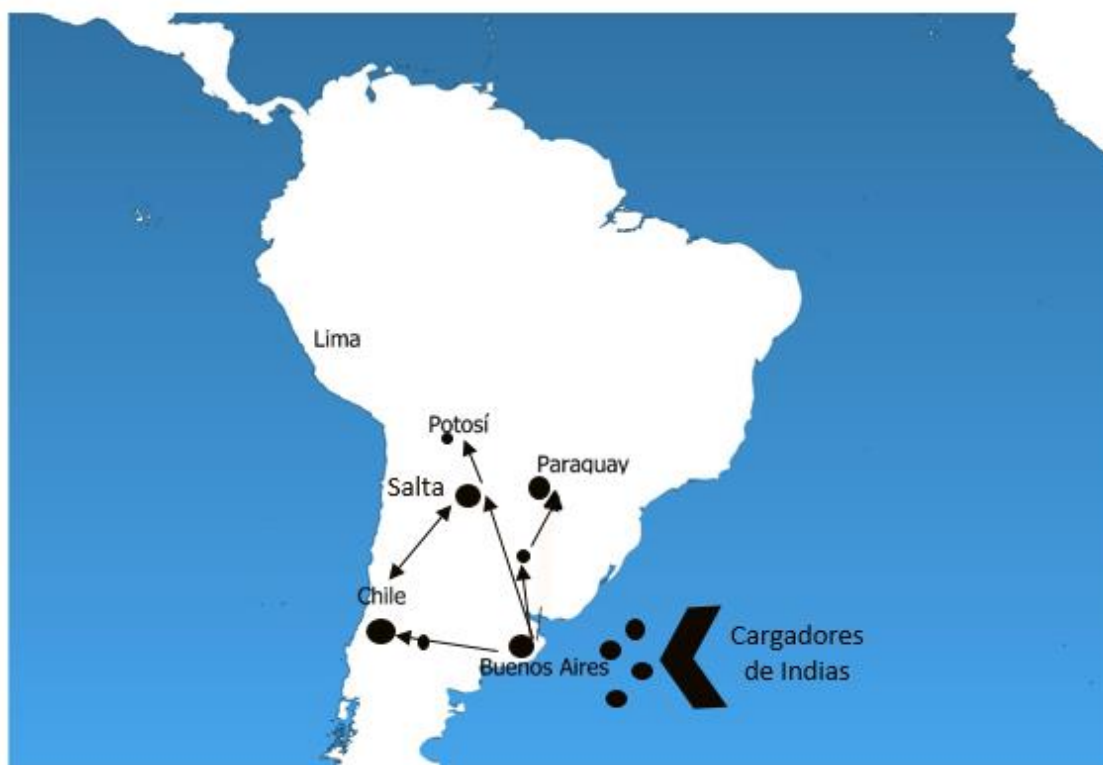 Lima
Potosí
Paraquay
Salta
Chile
Buenos Aires
Cargadores
de Indias